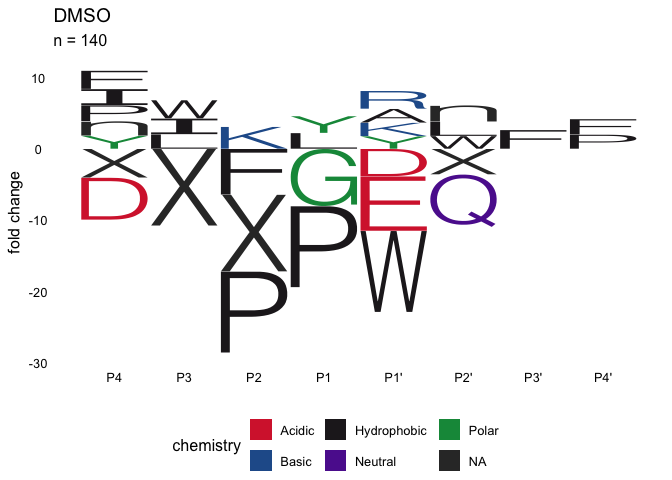 DMSO
n = 140
10
0
-10
-20
-30
fold change
F
I
P
Y
X
D
W
I
L
X
K
F
X
P
Y
L
G
P
R
A
K
Y
D
E
W
L
W
X
Q
F
F
P
P4 P3 P2 P1 P1' P2' P3' P4'
chemistry
Acidic Hydrophobic Polar
Basic Neutral NA